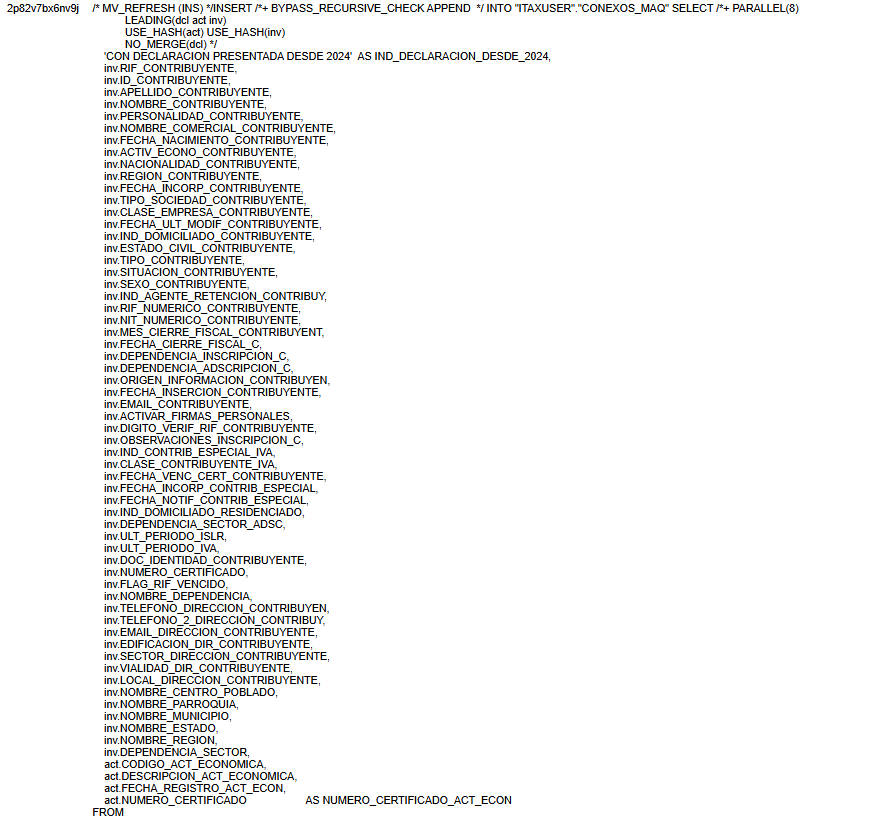 2p82v7bx6nv9j /* MV_REFRESH (INS) */INSERT /*+ BYPASS_RECURSIVE_CHECK APPEND */ INTO "ITAXUSER"."CONEXOS_MAQ" SELECT /*+ PARALLEL(8)
LEADING(dcl act inv)
USE_HASH(act) USE_HASH(inv)
NO_MERGE(dcl) */
'CON DECLARACION PRESENTADA DESDE 2024' AS IND_DECLARACION_DESDE_2024,
inv.RIF_CONTRIBUYENTE,
inv.ID_CONTRIBUYENTE,
inv.APELLIDO_CONTRIBUYENTE,
inv.NOMBRE_CONTRIBUYENTE,
inv.PERSONALIDAD_CONTRIBUYENTE,
inv.NOMBRE_COMERCIAL_CONTRIBUYENTE,
inv.FECHA_NACIMIENTO_CONTRIBUYENTE,
inv.ACTIV_ECONO_CONTRIBUYENTE,
inv.NACIONALIDAD_CONTRIBUYENTE,
inv.REGION_CONTRIBUYENTE,
inv.FECHA_INCORP_CONTRIBUYENTE,
inv.TIPO_SOCIEDAD_CONTRIBUYENTE,
inv.CLASE_EMPRESA_CONTRIBUYENTE,
inv.FECHA_ULT_MODIF_CONTRIBUYENTE,
inv.IND_DOMICILIADO_CONTRIBUYENTE,
inv.ESTADO_CIVIL_CONTRIBUYENTE,
inv.TIPO_CONTRIBUYENTE,
inv.SITUACION_CONTRIBUYENTE,
inv.SEXO_CONTRIBUYENTE,
inv.IND_AGENTE_RETENCION_CONTRIBUY,
inv.RIF_NUMERICO_CONTRIBUYENTE,
inv.NIT_NUMERICO_CONTRIBUYENTE,
inv.MES_CIERRE_FISCAL_CONTRIBUYENT,
inv.FECHA_CIERRE_FISCAL_C,
inv.DEPENDENCIA_INSCRIPCION_C,
inv.DEPENDENCIA_ADSCRIPCION_C,
inv.ORIGEN_INFORMACION_CONTRIBUYEN,
inv.FECHA_INSERCION_CONTRIBUYENTE,
inv.EMAIL_CONTRIBUYENTE,
inv.ACTIVAR_FIRMAS_PERSONALES,
inv.DIGITO_VERIF_RIF_CONTRIBUYENTE,
inv.OBSERVACIONES_INSCRIPCION_C,
inv.IND_CONTRIB_ESPECIAL_IVA,
inv.CLASE_CONTRIBUYENTE_IVA,
inv.FECHA_VENC_CERT_CONTRIBUYENTE,
inv.FECHA_INCORP_CONTRIB_ESPECIAL,
inv.FECHA_NOTIF_CONTRIB_ESPECIAL,
inv.IND_DOMICILIADO_RESIDENCIADO,
inv.DEPENDENCIA_SECTOR_ADSC,
inv.ULT_PERIODO_ISLR,
inv.ULT_PERIODO_IVA,
inv.DOC_IDENTIDAD_CONTRIBUYENTE,
inv.NUMERO_CERTIFICADO,
inv.FLAG_RIF_VENCIDO,
inv.NOMBRE_DEPENDENCIA,
inv.TELEFONO_DIRECCION_CONTRIBUYEN,
inv.TELEFONO_2_DIRECCION_CONTRIBUY,
inv.EMAIL_DIRECCION_CONTRIBUYENTE,
inv.EDIFICACION_DIR_CONTRIBUYENTE,
inv.SECTOR_DIRECCION_CONTRIBUYENTE,
inv.VIALIDAD_DIR_CONTRIBUYENTE,
inv.LOCAL_DIRECCION_CONTRIBUYENTE,
inv.NOMBRE_CENTRO_POBLADO,
inv.NOMBRE_PARROQUIA,
inv.NOMBRE_MUNICIPIO,
inv.NOMBRE_ESTADO,
inv.NOMBRE_REGION,
inv.DEPENDENCIA_SECTOR,
act.CODIGO_ACT_ECONOMICA,
act.DESCRIPCION_ACT_ECONOMICA,
act.FECHA_REGISTRO_ACT_ECON,
act.NUMERO_CERTIFICADO AS NUMERO_CERTIFICADO_ACT_ECON
FROM